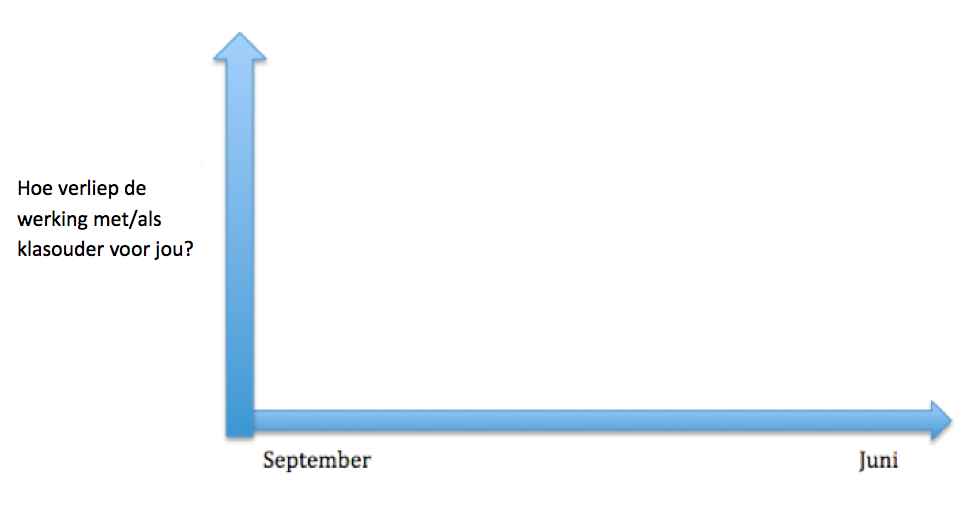 Hoe verliep de
werking met/als
klasouder voor jou?
September
Juni